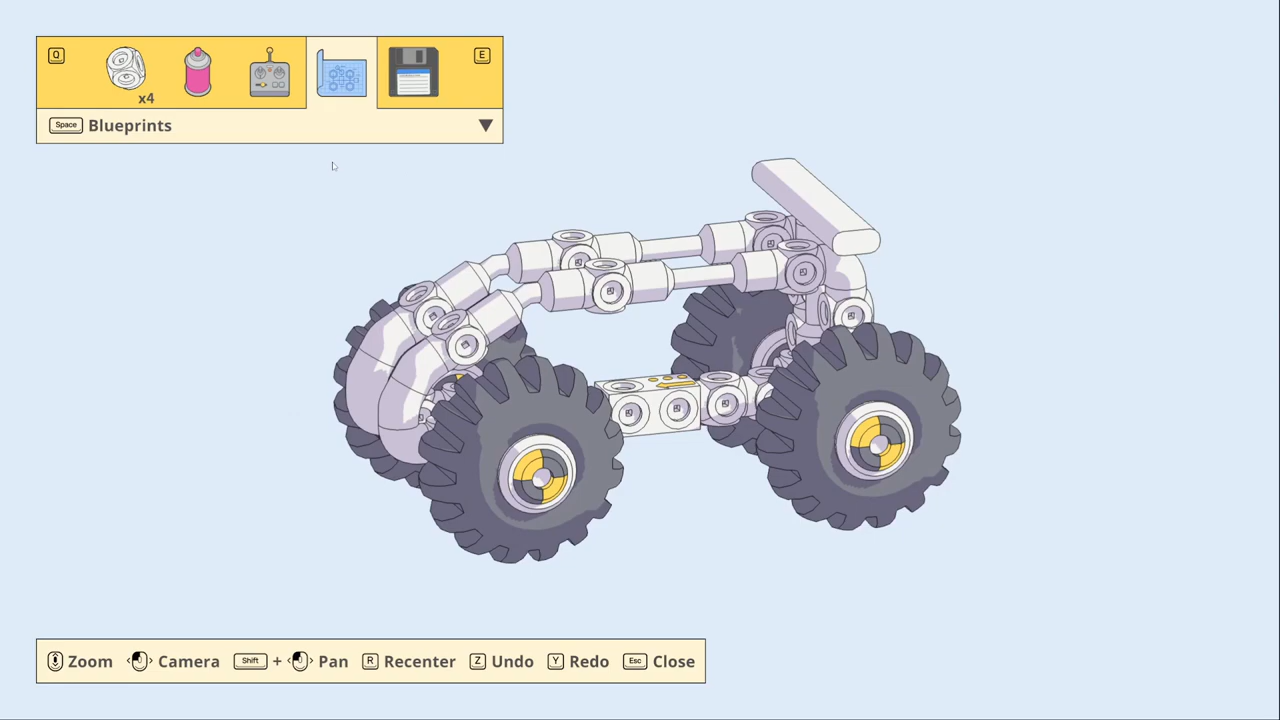 Q
E
x4
Space Blueprints
Zoom Camera Shift + Pan R Recenter Z Undo Y Redo Esc Close